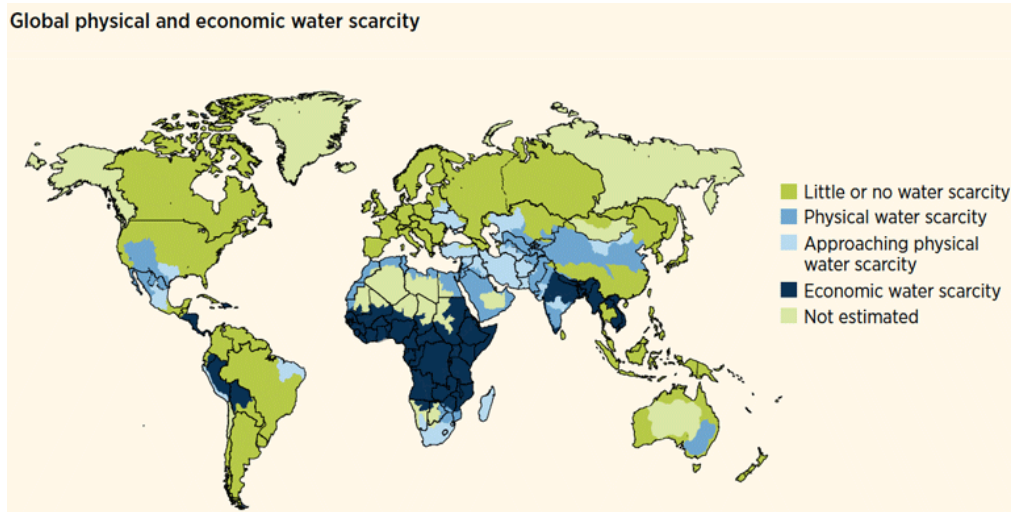 Global physical and economic water scarcity
Little or no water scarcity
Physical water scarcity
Approaching physical
water scarcity
Economic water scarcity
Not estimated